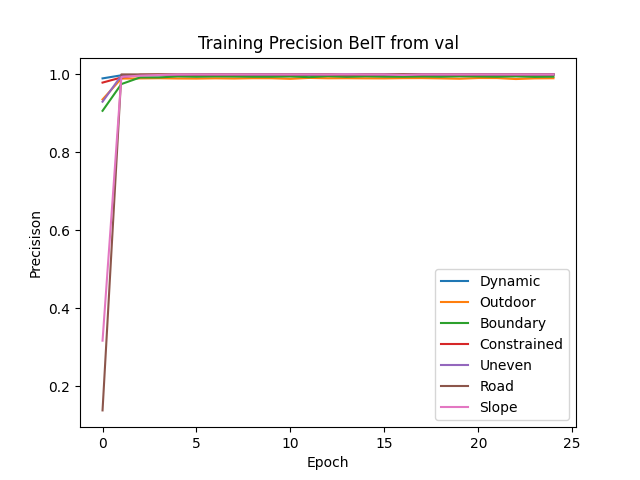 Training Precision BeIT from val
Precisison
1.0
0.8
0.6
0.4
0.2
0
5
10
15
20
25
Epoch
Dynamic
Outdoor
Boundary
Constrained
Uneven
Road
Slope